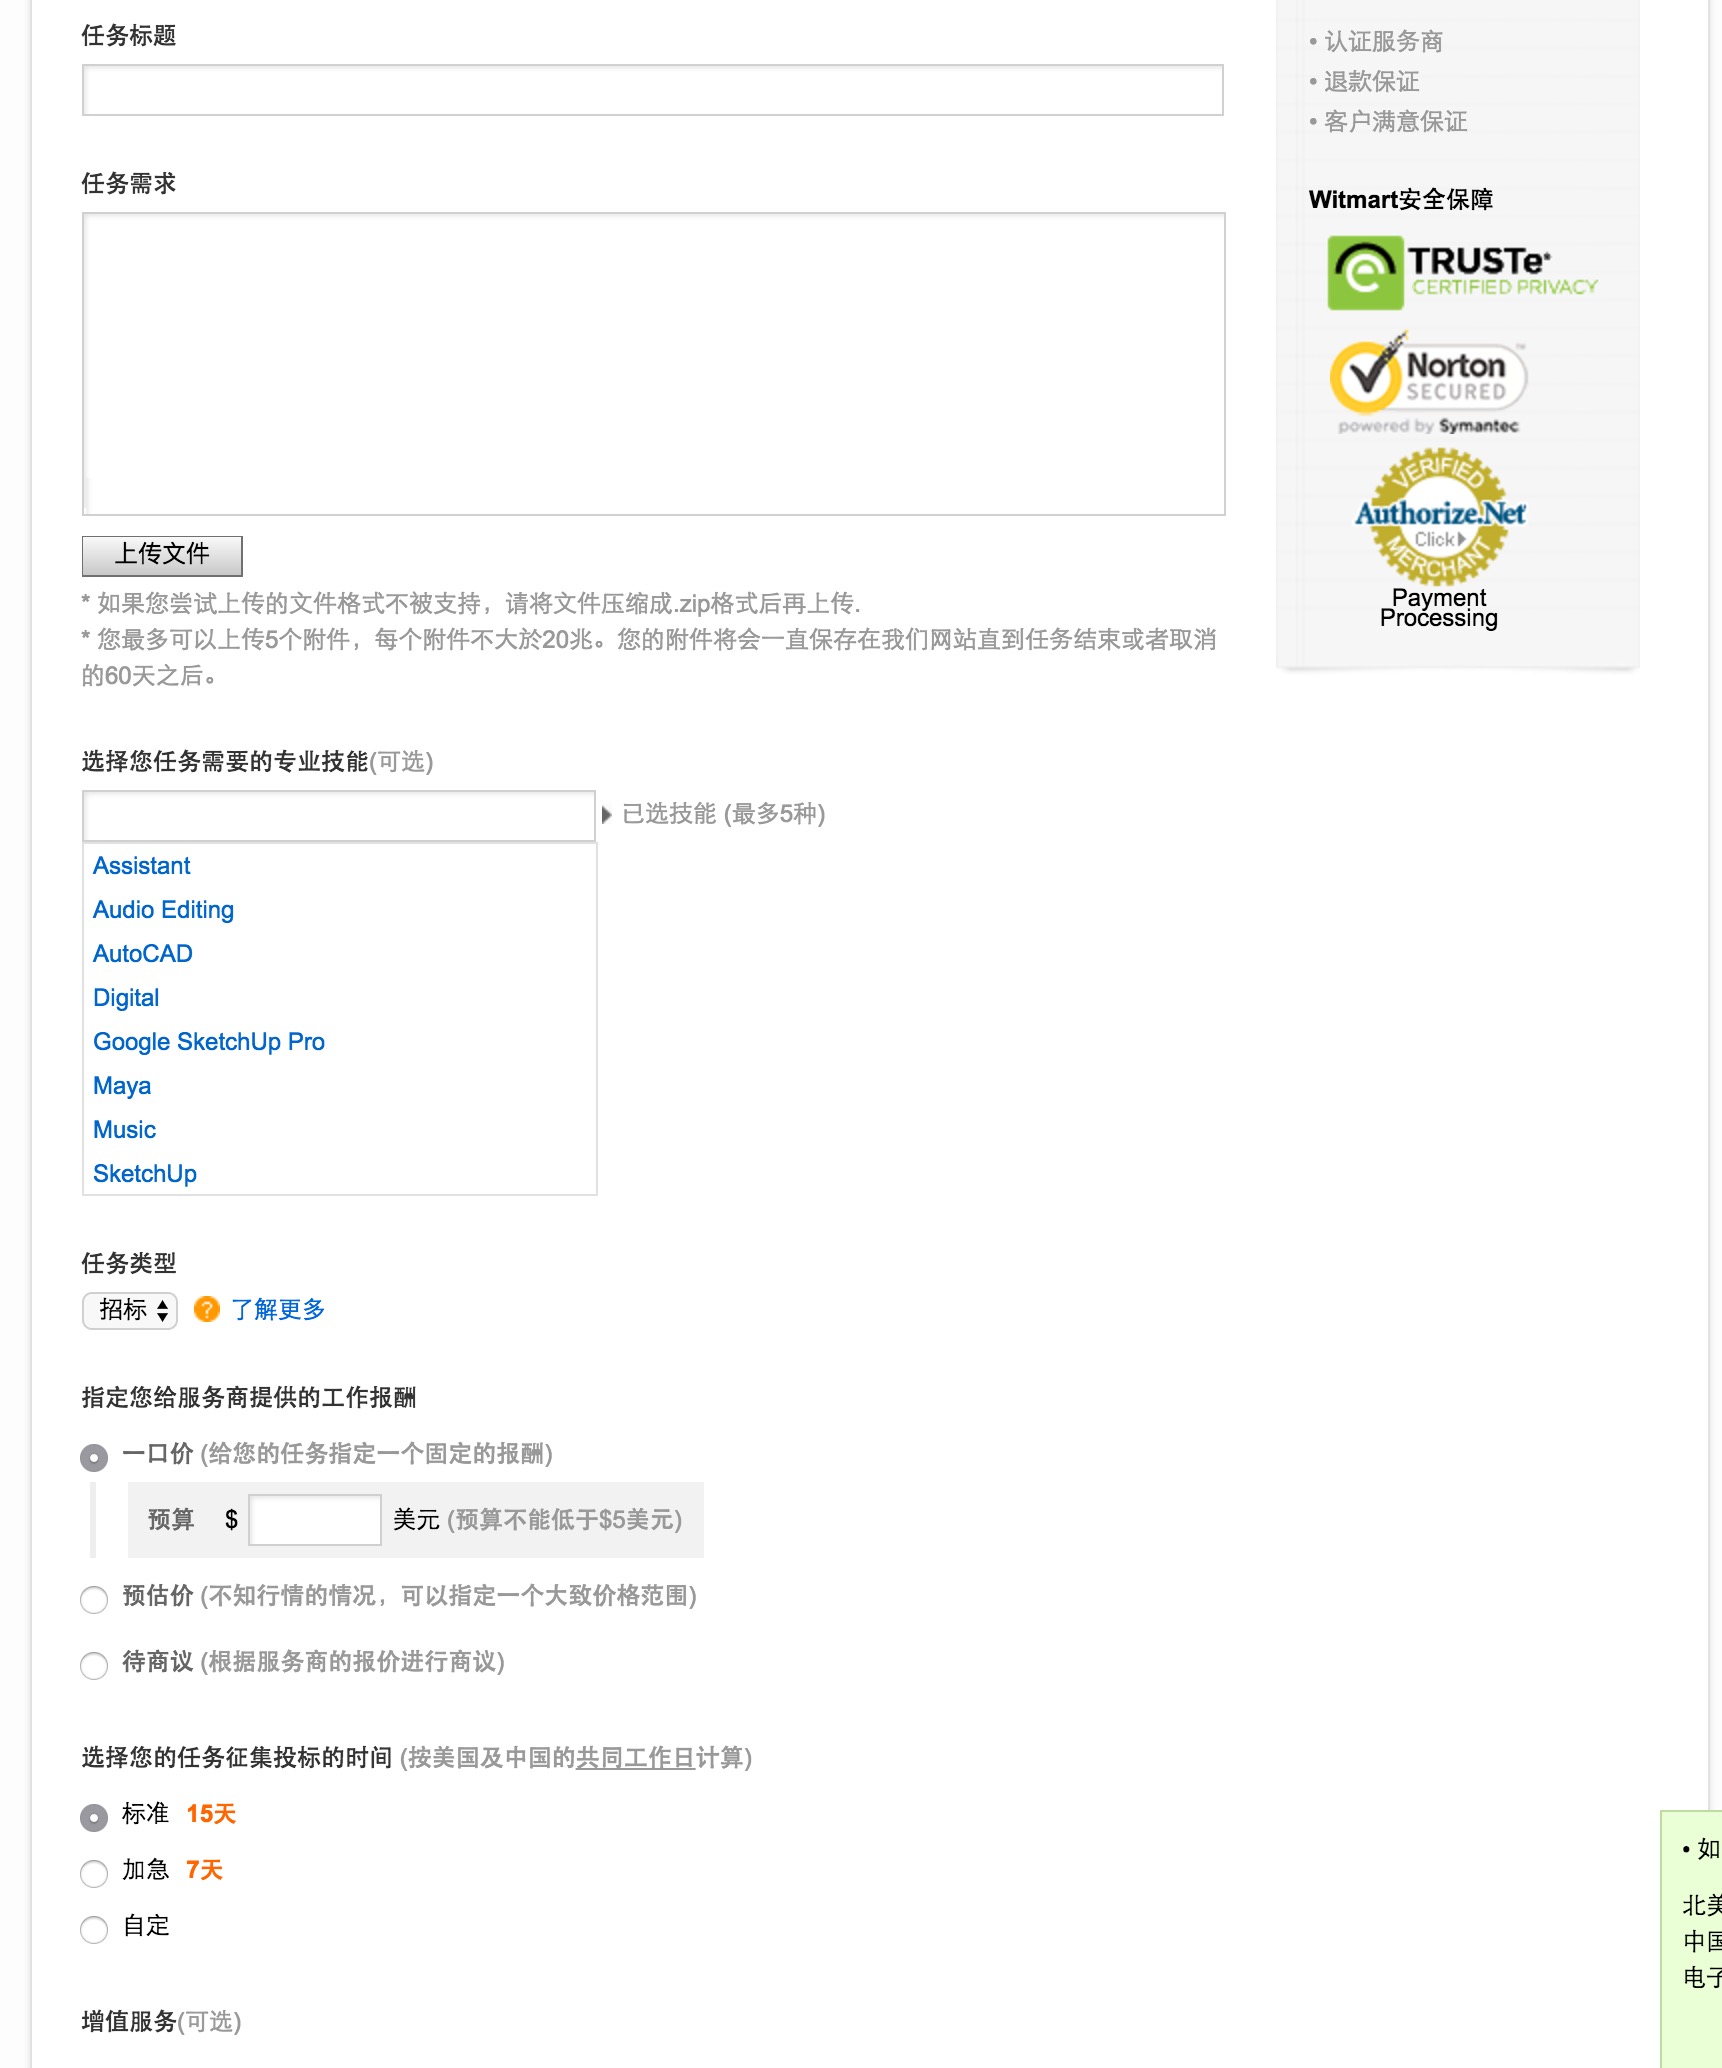 任务标题
任务需求
上传文件
* 如果您尝试上传的文件格式不被支持，请将文件压缩成.zip格式后再上传.
* 您最多可以上传5个附件，每个附件不大於20兆。您的附件将会一直保存在我们网站直到任务结束或者取消
的60天之后。
选择您任务需要的专业技能(可选)
已选技能 (最多5种)
Assistant
Audio Editing
AutoCAD
Digital
Google SketchUp Pro
Maya
Music
SketchUp
任务类型
招标 ? 了解更多
指定您给服务商提供的工作报酬
一口价 (给您的任务指定一个固定的报酬)
预算 $ 美元 (预算不能低于$5美元)
预估价 (不知行情的情况，可以指定一个大致价格范围)
待商议 (根据服务商的报价进行商议)
选择您的任务征集投标的时间 (按美国及中国的共同工作日计算)
标准 15天
加急 7天
自定
增值服务(可选)
• 认证服务商
• 退款保证
• 客户满意保证
Witmart安全保障
TRUSTe
CERTIFIED PRIVACY
Norton
SECURED
powered by Symantec
VERIFIED
Authorize.Net
Click
MERCHANT
Payment
Processing
• 如
北美
中国
电子